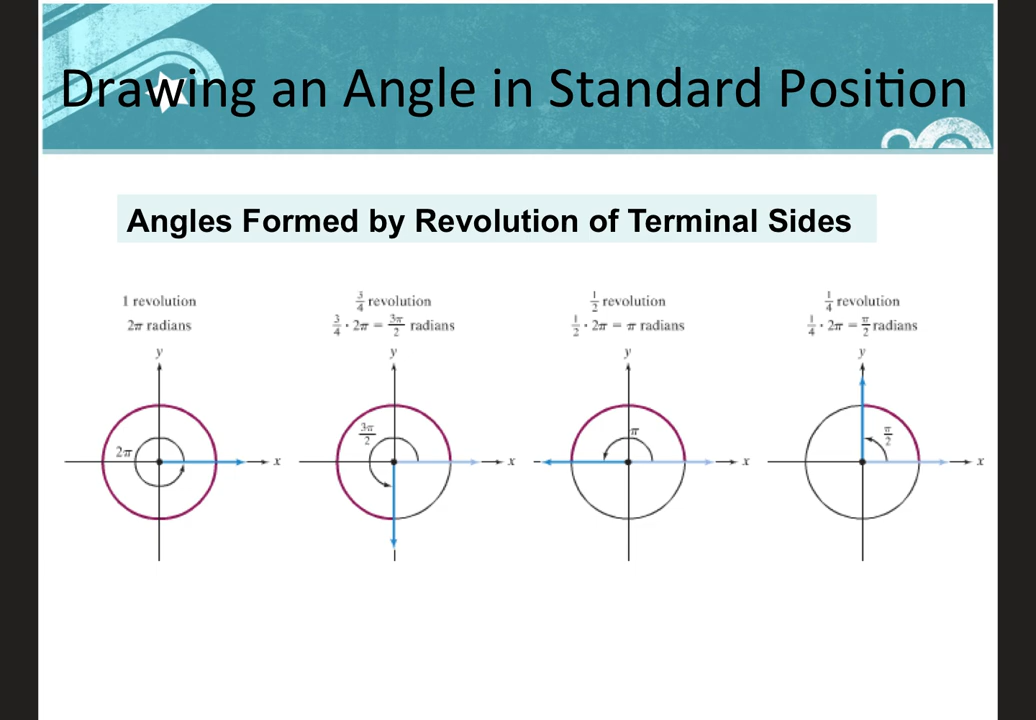 Drawing an Angle in Standard Position
Angles Formed by Revolution of Terminal Sides
1 revolution
2π radians
y
2π
x
3/4 revolution
3/4 · 2π = 3π/2 radians
y
3π/2
x
1/2 revolution
1/2 · 2π = π radians
y
π
x
1/4 revolution
1/4 · 2π = π/2 radians
y
π/2
x